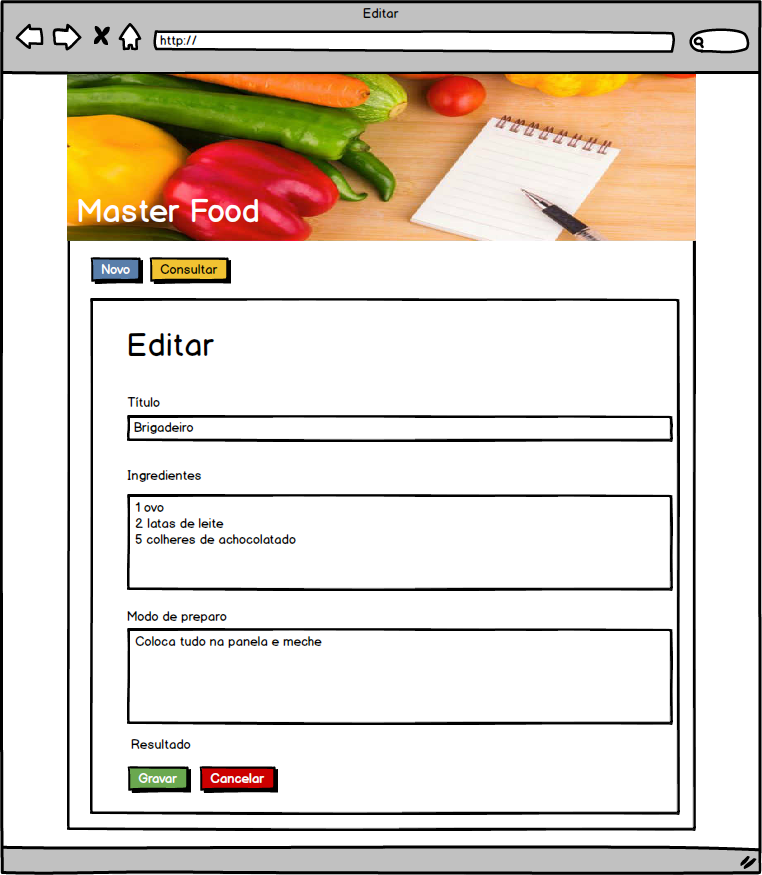 Editar
http://
Master Food
Novo Consultar
Editar
Título
Brigadeiro
Ingredientes
1 ovo
2 latas de leite
5 colheres de achocolatado
Modo de preparo
Coloca tudo na panela e meche
Resultado
Gravar Cancelar